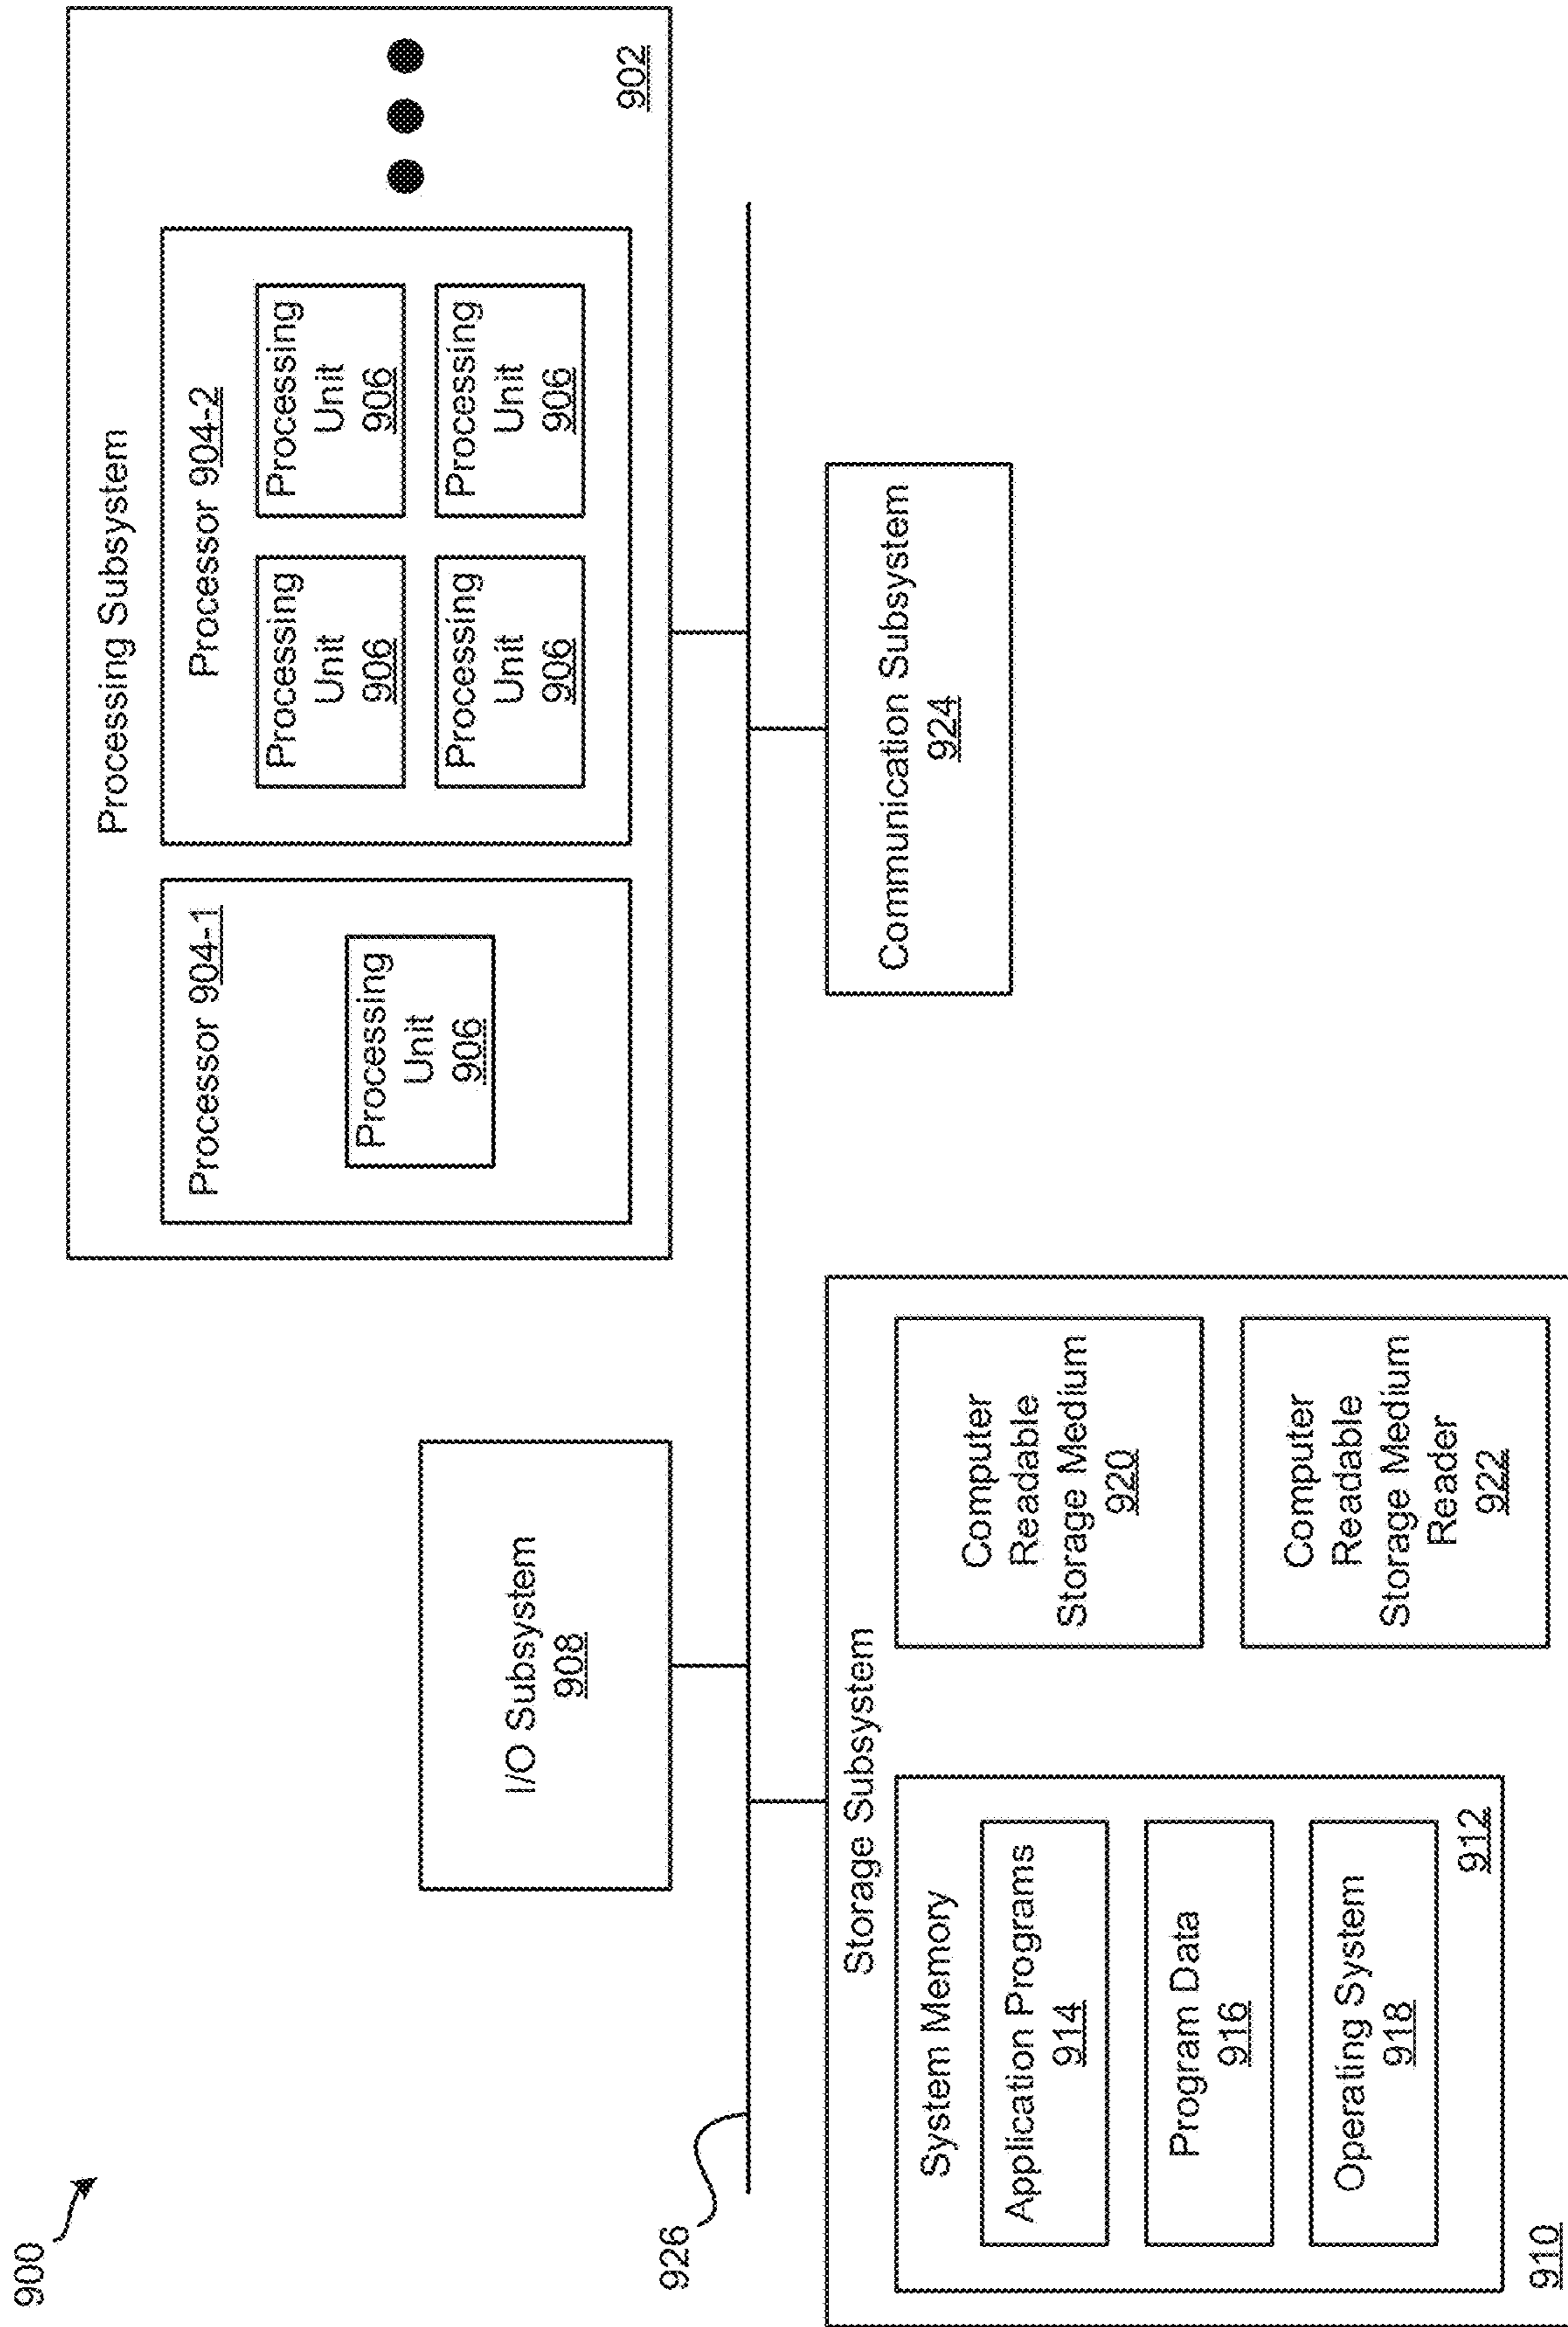 900
Processing Subsystem
Processor 904-1
Processing
Unit
906
Processor 904-2
Processing
Unit
906
Processing
Unit
906
Processing
Unit
906
Processing
Unit
906
902
I/O Subsystem
908
926
Storage Subsystem
System Memory
Application Programs
914
Program Data
916
Operating System
918
912
Computer
Readable
Storage Medium
920
Computer
Readable
Storage Medium
Reader
922
910
Communication Subsystem
924